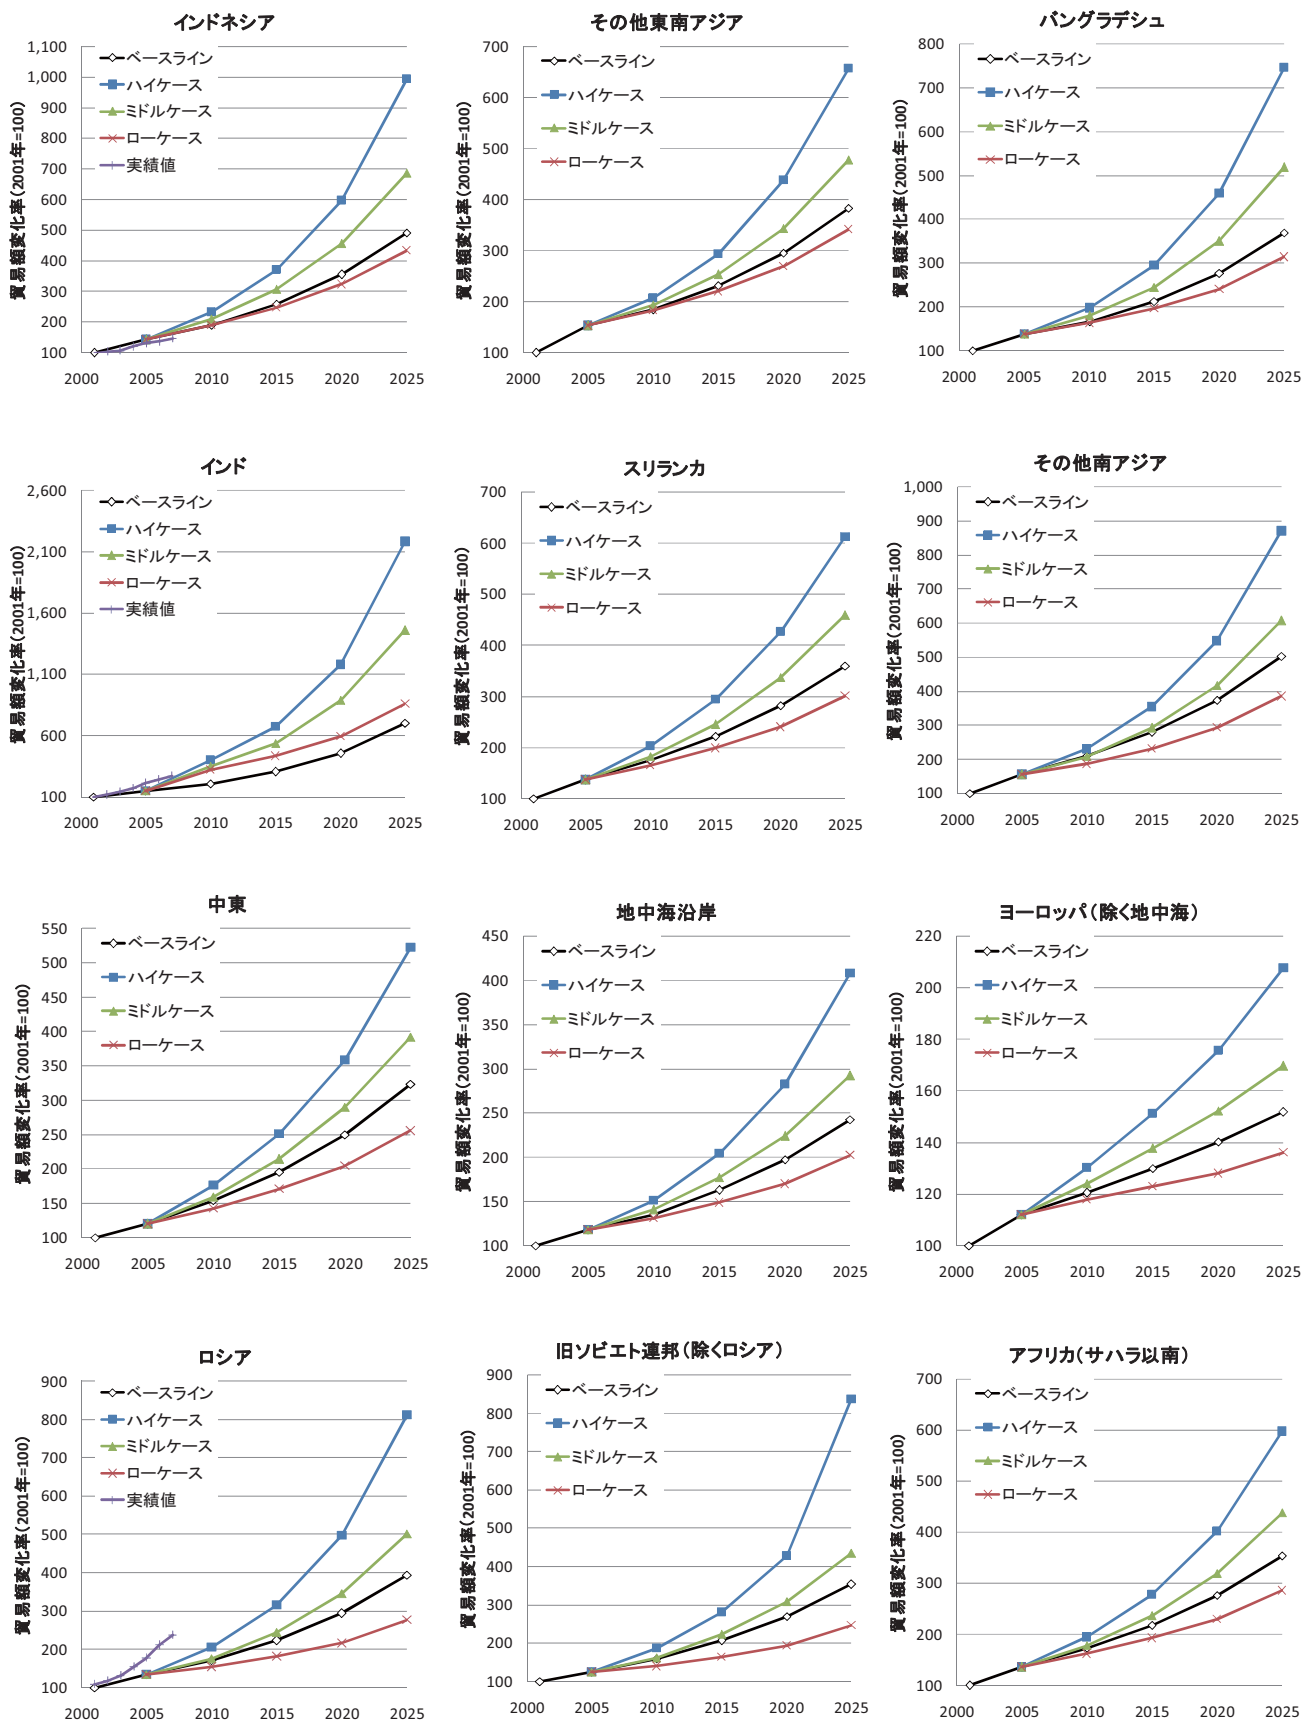 インドネシア
貿易額変化率(2001年=100)
1,100
1,000
900
800
700
600
500
400
300
200
100
ベースライン
ハイケース
ミドルケース
ローケース
実績値
2000 2005 2010 2015 2020 2025
その他東南アジア
貿易額変化率(2001年=100)
700
600
500
400
300
200
100
ベースライン
ハイケース
ミドルケース
ローケース
2000 2005 2010 2015 2020 2025
バングラデシュ
貿易額変化率(2001年=100)
800
700
600
500
400
300
200
100
ベースライン
ハイケース
ミドルケース
ローケース
2000 2005 2010 2015 2020 2025
インド
貿易額変化率(2001年=100)
2,600
2,100
1,600
1,100
600
100
ベースライン
ハイケース
ミドルケース
ローケース
実績値
2000 2005 2010 2015 2020 2025
スリランカ
貿易額変化率(2001年=100)
700
600
500
400
300
200
100
ベースライン
ハイケース
ミドルケース
ローケース
2000 2005 2010 2015 2020 2025
その他南アジア
貿易額変化率(2001年=100)
1,000
900
800
700
600
500
400
300
200
100
ベースライン
ハイケース
ミドルケース
ローケース
2000 2005 2010 2015 2020 2025
中東
貿易額変化率(2001年=100)
550
500
450
400
350
300
250
200
150
100
ベースライン
ハイケース
ミドルケース
ローケース
2000 2005 2010 2015 2020 2025
地中海沿岸
貿易額変化率(2001年=100)
450
400
350
300
250
200
150
100
ベースライン
ハイケース
ミドルケース
ローケース
2000 2005 2010 2015 2020 2025
ヨーロッパ(除く地中海)
貿易額変化率(2001年=100)
220
200
180
160
140
120
100
ベースライン
ハイケース
ミドルケース
ローケース
2000 2005 2010 2015 2020 2025
ロシア
貿易額変化率(2001年=100)
900
800
700
600
500
400
300
200
100
ベースライン
ハイケース
ミドルケース
ローケース
実績値
2000 2005 2010 2015 2020 2025
旧ソビエト連邦(除くロシア)
貿易額変化率(2001年=100)
900
800
700
600
500
400
300
200
100
ベースライン
ハイケース
ミドルケース
ローケース
2000 2005 2010 2015 2020 2025
アフリカ(サハラ以南)
貿易額変化率(2001年=100)
700
600
500
400
300
200
100
ベースライン
ハイケース
ミドルケース
ローケース
2000 2005 2010 2015 2020 2025